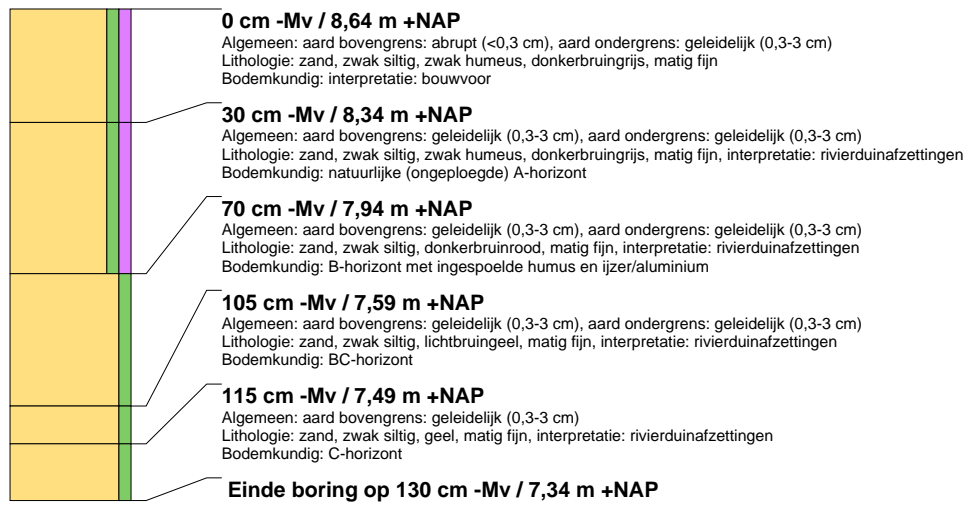 0 cm -Mv / 8,64 m +NAP
Algemeen: aard bovengrens: abrupt (<0,3 cm), aard ondergrens: geleidelijk (0,3-3 cm)
Lithologie: zand, zwak siltig, zwak humeus, donkerbruingrijs, matig fijn
Bodemkundig: interpretatie: bouwvoor
30 cm -Mv / 8,34 m +NAP
Algemeen: aard bovengrens: geleidelijk (0,3-3 cm), aard ondergrens: geleidelijk (0,3-3 cm)
Lithologie: zand, zwak siltig, zwak humeus, donkerbruingrijs, matig fijn, interpretatie: rivierduinafzettingen
Bodemkundig: natuurlijke (ongeploegde) A-horizont
70 cm -Mv / 7,94 m +NAP
Algemeen: aard bovengrens: geleidelijk (0,3-3 cm), aard ondergrens: geleidelijk (0,3-3 cm)
Lithologie: zand, zwak siltig, donkerbruinrood, matig fijn, interpretatie: rivierduinafzettingen
Bodemkundig: B-horizont met ingespoelde humus en ijzer/aluminium
105 cm -Mv / 7,59 m +NAP
Algemeen: aard bovengrens: geleidelijk (0,3-3 cm), aard ondergrens: geleidelijk (0,3-3 cm)
Lithologie: zand, zwak siltig, lichtbruingeel, matig fijn, interpretatie: rivierduinafzettingen
Bodemkundig: BC-horizont
115 cm -Mv / 7,49 m +NAP
Algemeen: aard bovengrens: geleidelijk (0,3-3 cm)
Lithologie: zand, zwak siltig, geel, matig fijn, interpretatie: rivierduinafzettingen
Bodemkundig: C-horizont
Einde boring op 130 cm -Mv / 7,34 m +NAP